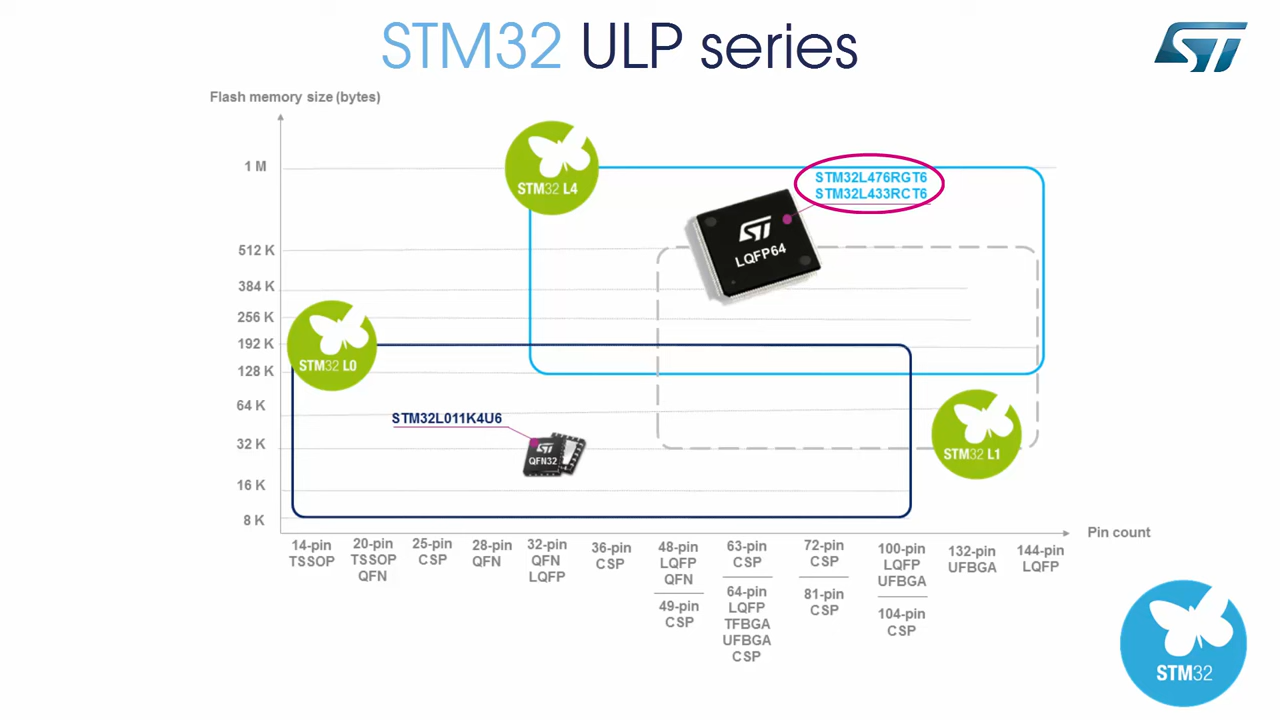 STM32 ULP series
ST
Flash memory size (bytes)
1 M
512 K
384 K
256 K
192 K
128 K
64 K
32 K
16 K
8 K
STM32 L4
STM32L476RGT6
STM32L433RCT6
ST
LQFP64
STM32 L0
STM32L011K4U6
ST
QFN32
STM32 L1
Pin count
14-pin
TSSOP
20-pin
TSSOP
QFN
25-pin
CSP
28-pin
QFN
32-pin
QFN
LQFP
36-pin
CSP
48-pin
LQFP
QFN
49-pin
CSP
63-pin
CSP
64-pin
LQFP
TFBGA
UFBGA
CSP
72-pin
CSP
81-pin
CSP
100-pin
LQFP
UFBGA
104-pin
CSP
132-pin
UFBGA
144-pin
LQFP
STM32